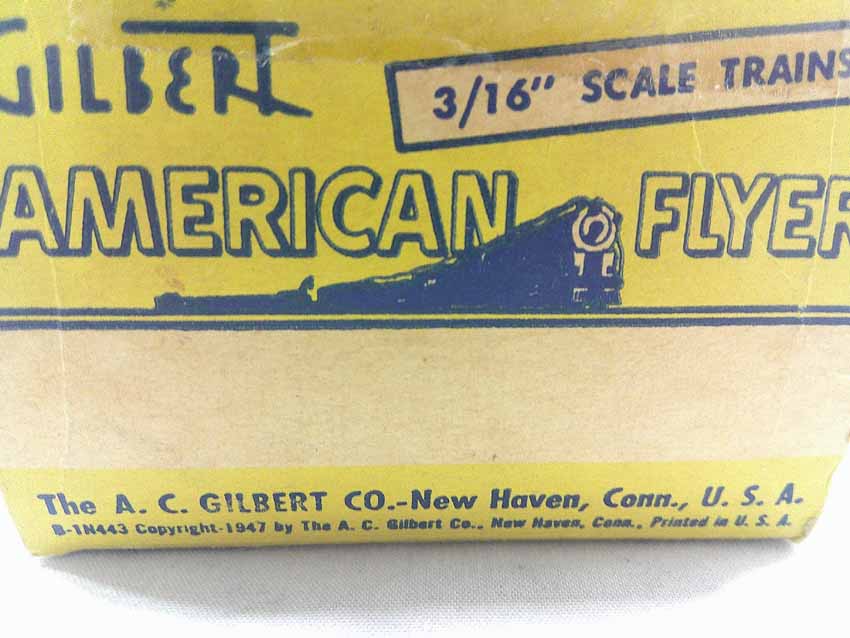 GILBERT
3/16" SCALE TRAINS
AMERICAN FLYER
The A. C. GILBERT CO.-New Haven, Conn., U. S. A.
B-1N443 Copyright-1947 by The A. C. Gilbert Co., New Haven, Conn., Printed in U. S. A.